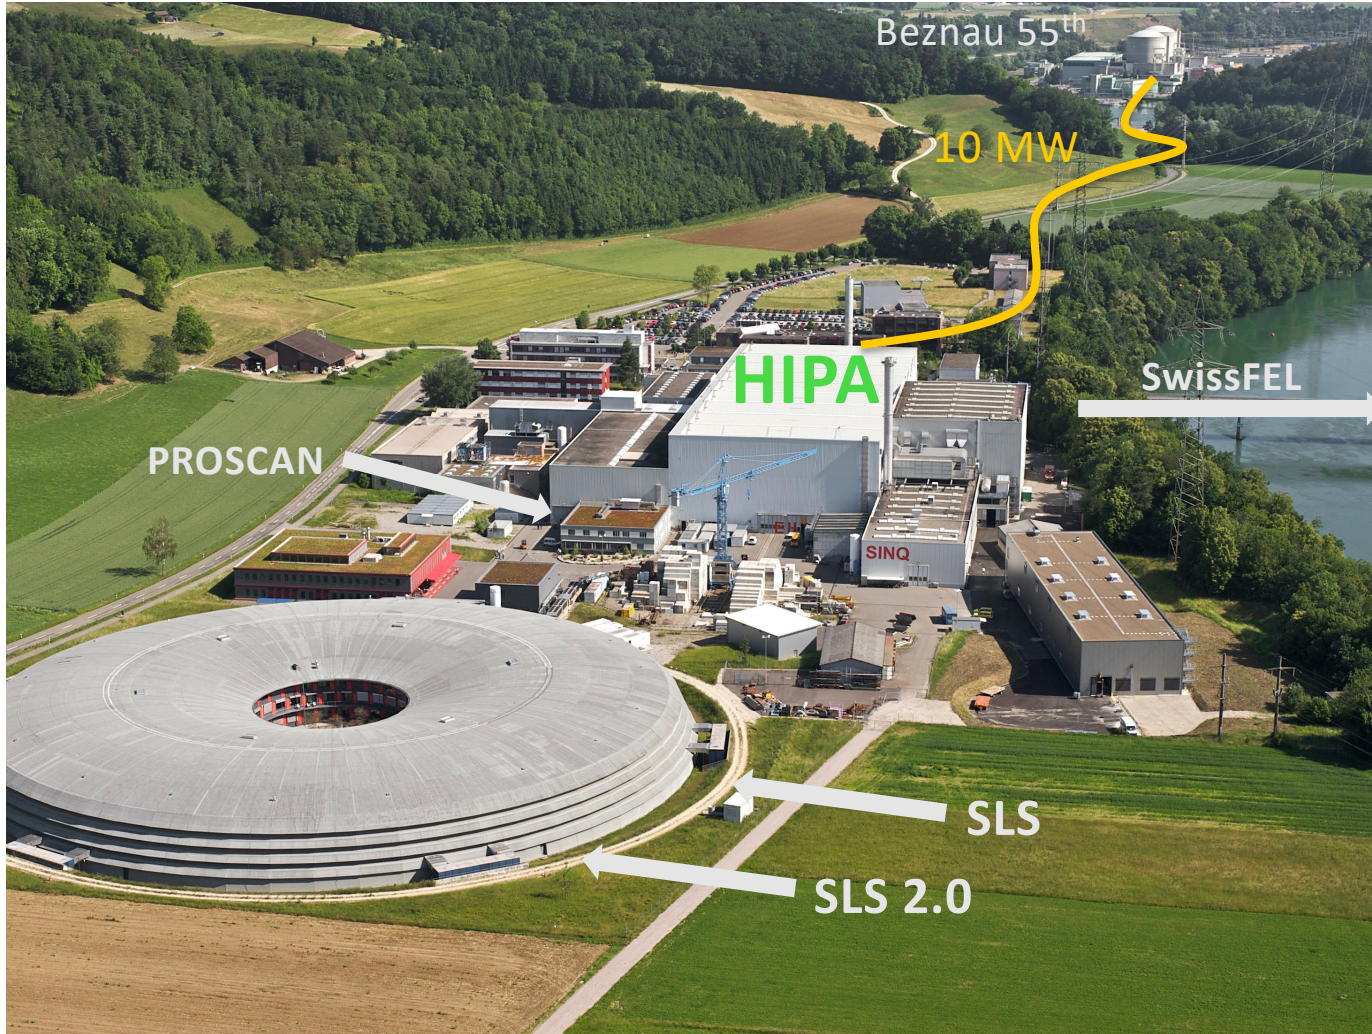 Beznau 55th
10 MW
HIPA
SwissFEL
PROSCAN
SINQ
SLS
SLS 2.0